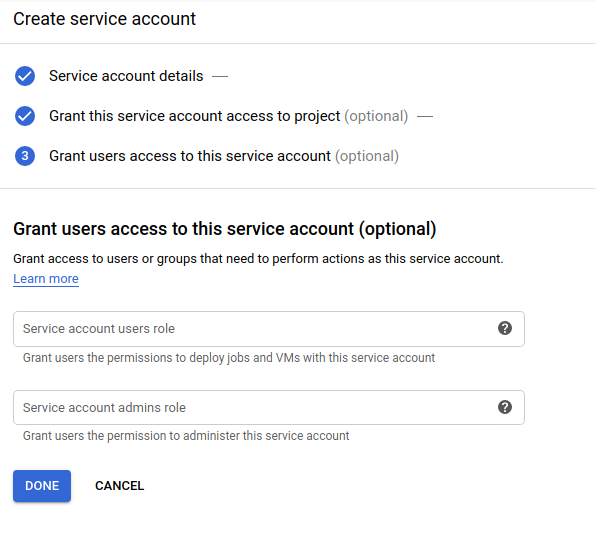 Create service account
Service account details
Grant this service account access to project (optional)
3 Grant users access to this service account (optional)
Grant users access to this service account (optional)
Grant access to users or groups that need to perform actions as this service account.
Learn more
Service account users role ?
Grant users the permissions to deploy jobs and VMs with this service account
Service account admins role ?
Grant users the permission to administer this service account
DONE CANCEL